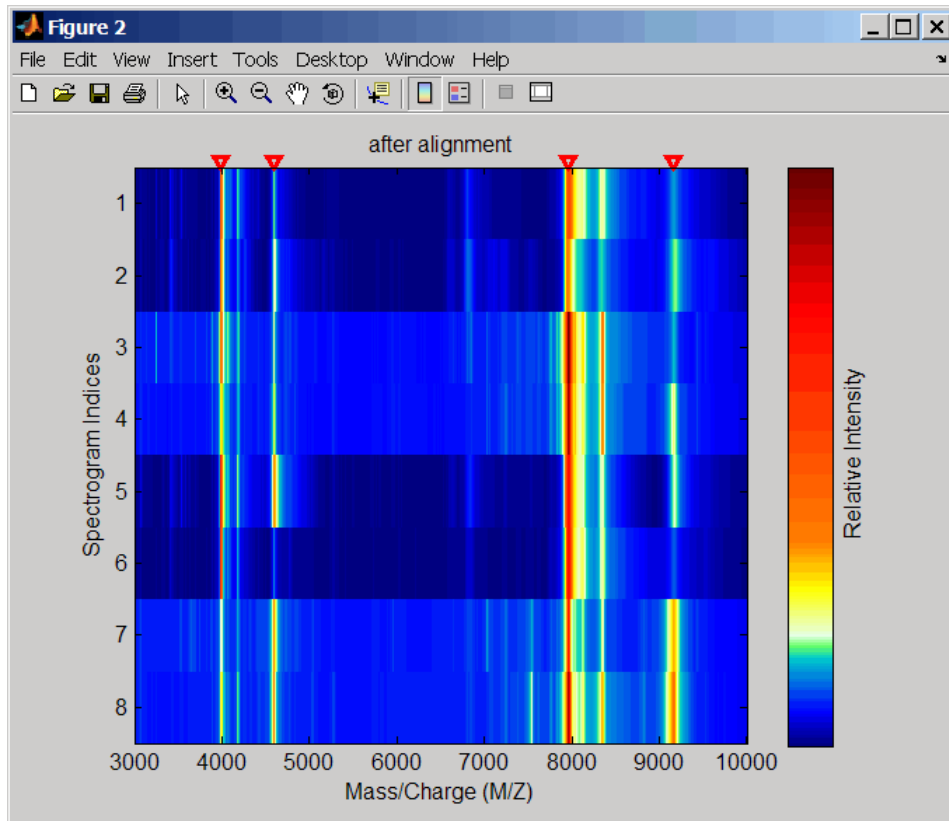 Figure 2
File Edit View Insert Tools Desktop Window Help
after alignment
1
2
3
4
5
6
7
8
Spectrogram Indices
3000 4000 5000 6000 7000 8000 9000 10000
Mass/Charge (M/Z)
Relative Intensity